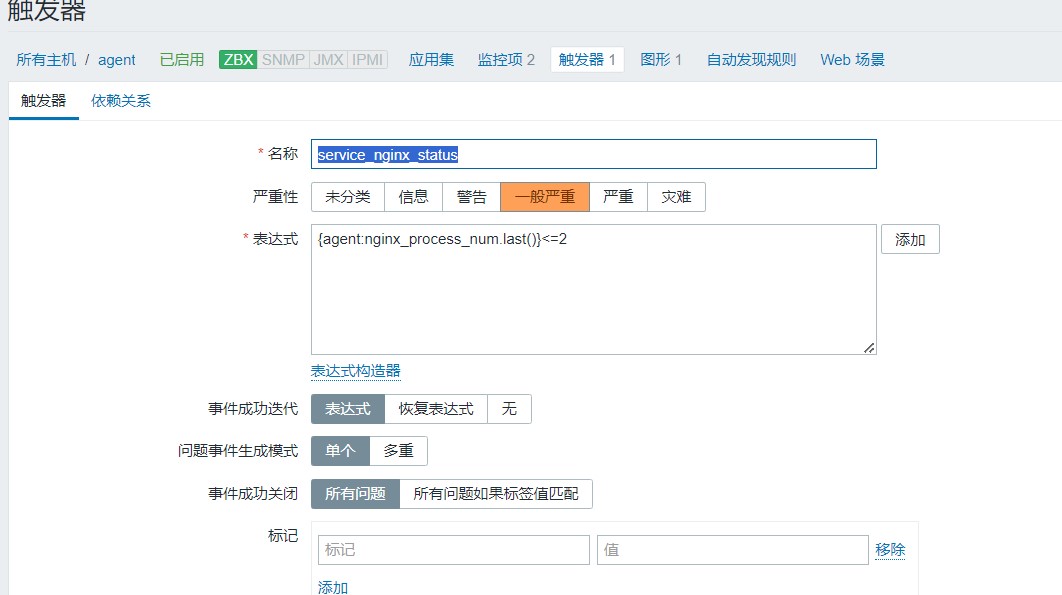 触发器
所有主机 / agent 已启用 ZBX SNMP JMX IPMI 应用集 监控项 2 触发器 1 图形 1 自动发现规则 Web 场景
触发器 依赖关系
* 名称 service_nginx_status
严重性 未分类 信息 警告 一般严重 严重 灾难
* 表达式 {agent:nginx_process_num.last()}<=2 添加
表达式构造器
事件成功迭代 表达式 恢复表达式 无
问题事件生成模式 单个 多重
事件成功关闭 所有问题 所有问题如果标签值匹配
标记 标记 值 移除
添加